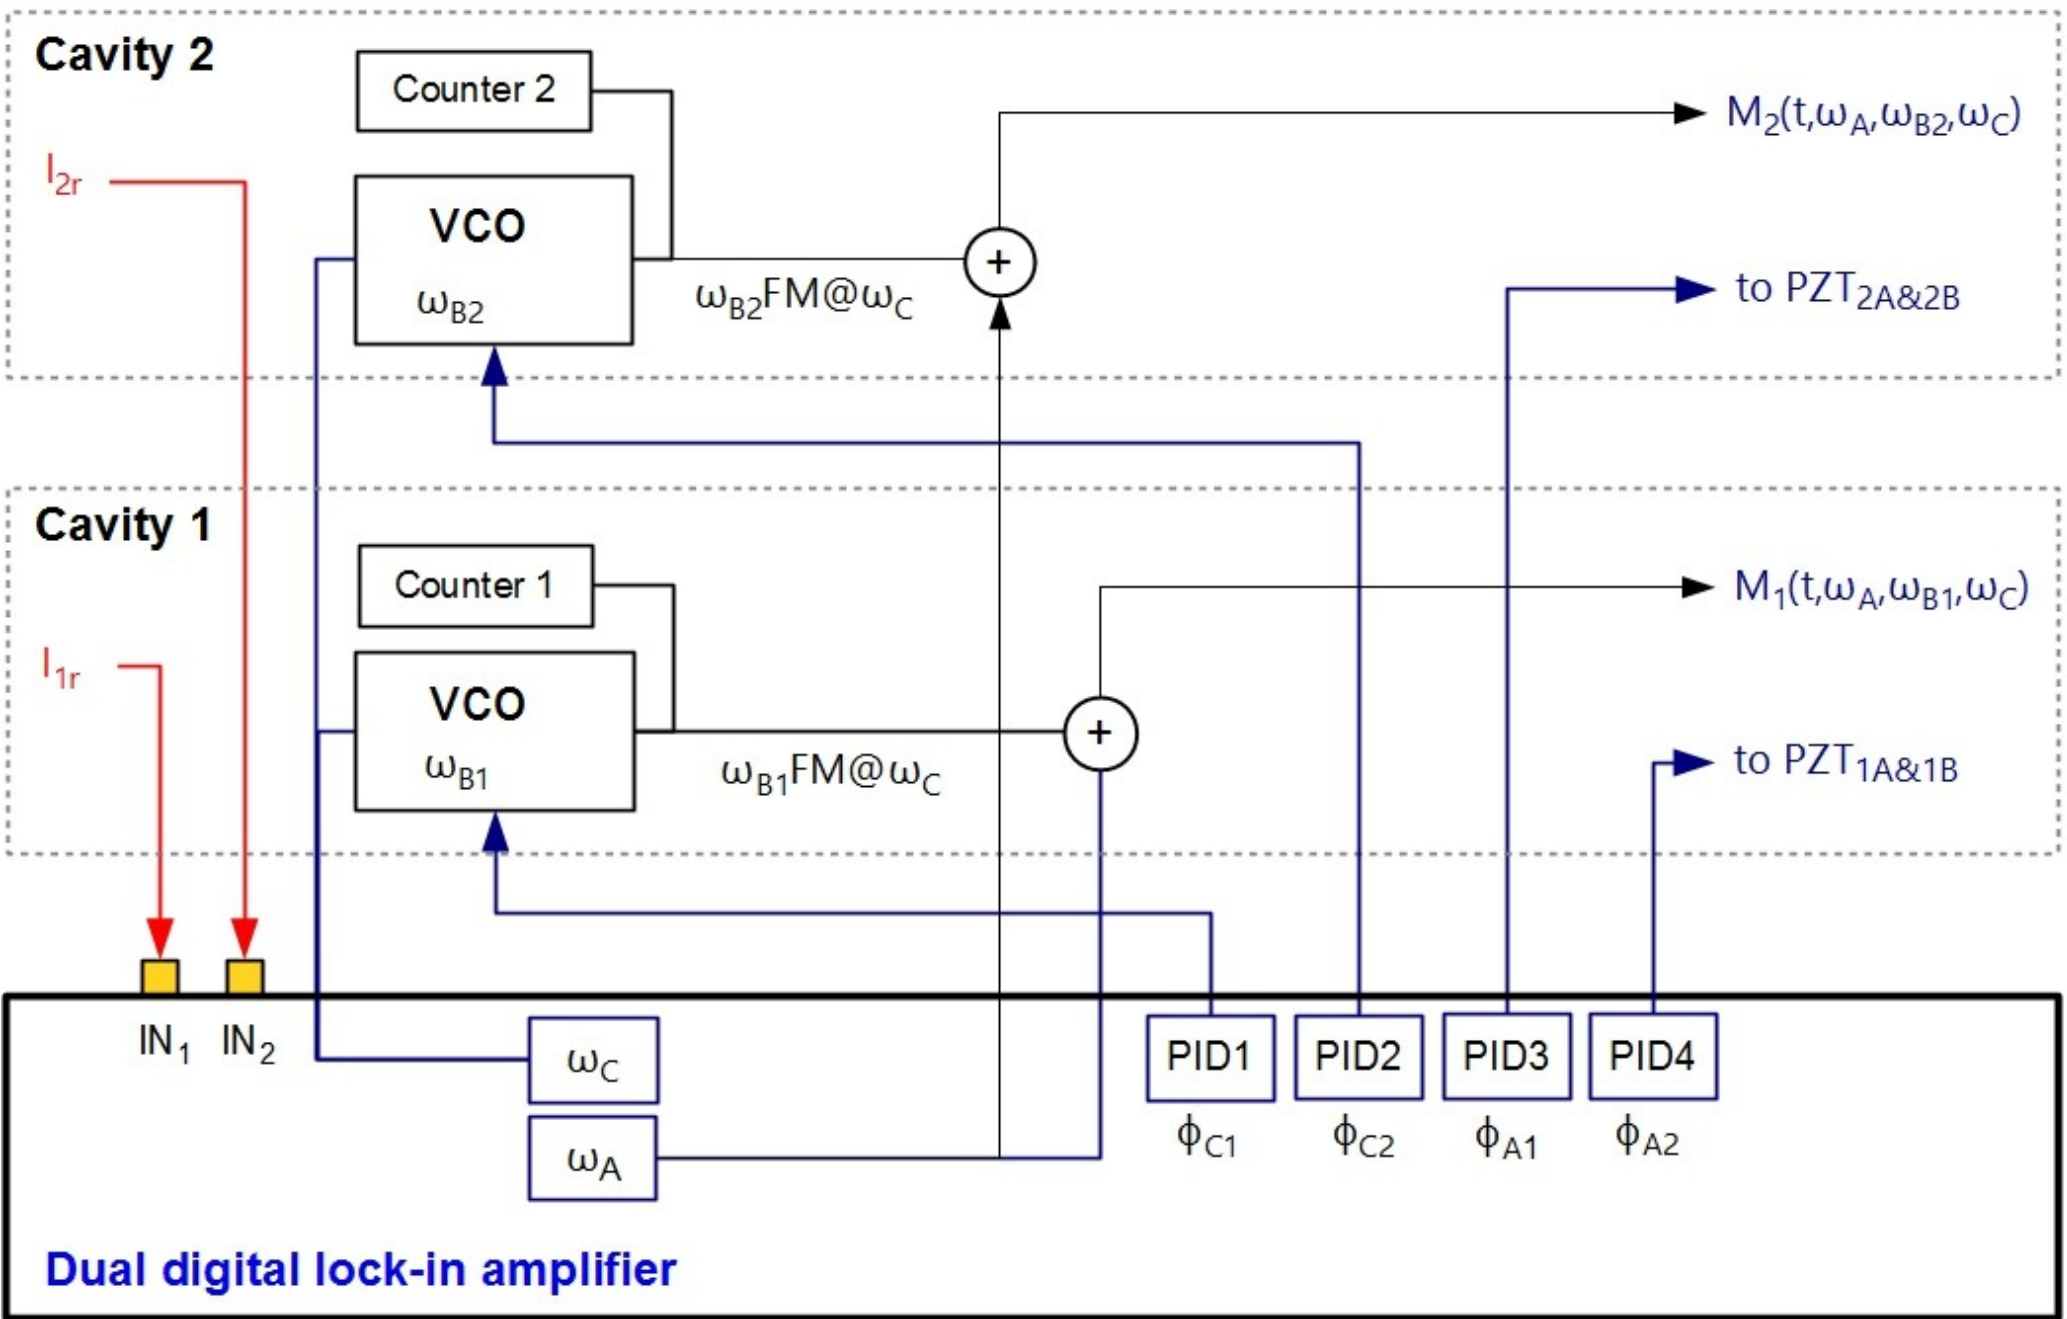 Cavity 2
Counter 2
M₂(t,ωA,ωB2,ωC)
I2r
VCO
ωB2
ωB2FM@ωC
+
to PZT2A&2B
Cavity 1
Counter 1
M₁(t,ωA,ωB1,ωC)
I1r
VCO
ωB1
ωB1FM@ωC
+
to PZT1A&1B
IN₁ IN₂
ωC
ωA
PID1 PID2 PID3 PID4
ϕC1 ϕC2 ϕA1 ϕA2
Dual digital lock-in amplifier